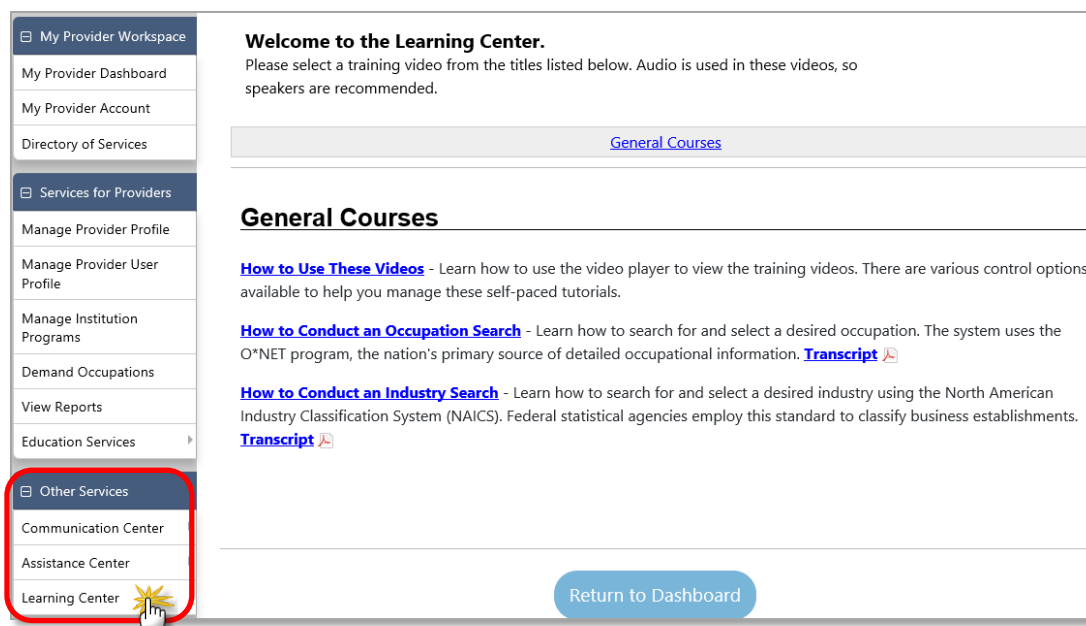 My Provider Workspace
My Provider Dashboard
My Provider Account
Directory of Services
Services for Providers
Manage Provider Profile
Manage Provider User
Profile
Manage Institution
Programs
Demand Occupations
View Reports
Education Services
Other Services
Communication Center
Assistance Center
Learning Center
Welcome to the Learning Center.
Please select a training video from the titles listed below. Audio is used in these videos, so
speakers are recommended.
General Courses
General Courses
How to Use These Videos - Learn how to use the video player to view the training videos. There are various control options
available to help you manage these self-paced tutorials.
How to Conduct an Occupation Search - Learn how to search for and select a desired occupation. The system uses the
O*NET program, the nation's primary source of detailed occupational information. Transcript
How to Conduct an Industry Search - Learn how to search for and select a desired industry using the North American
Industry Classification System (NAICS). Federal statistical agencies employ this standard to classify business establishments.
Transcript
Return to Dashboard